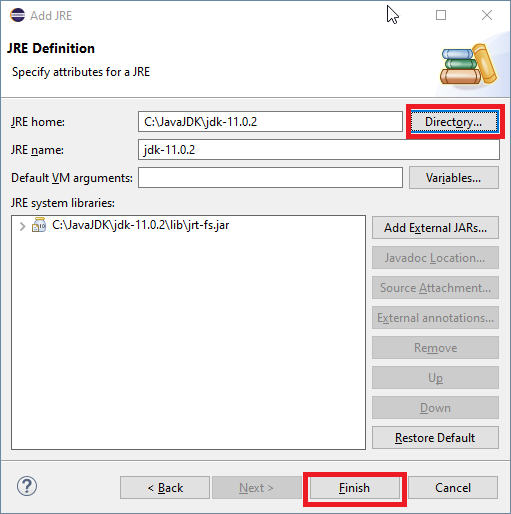 Add JRE
JRE Definition
Specify attributes for a JRE
JRE home: C:\JavaJDK\jdk-11.0.2 Directory...
JRE name: jdk-11.0.2
Default VM arguments: Variables...
JRE system libraries:
C:\JavaJDK\jdk-11.0.2\lib\jrt-fs.jar
Add External JARs...
Javadoc Location...
Source Attachment...
External annotations...
Remove
Up
Down
Restore Default
? < Back Next > Finish Cancel